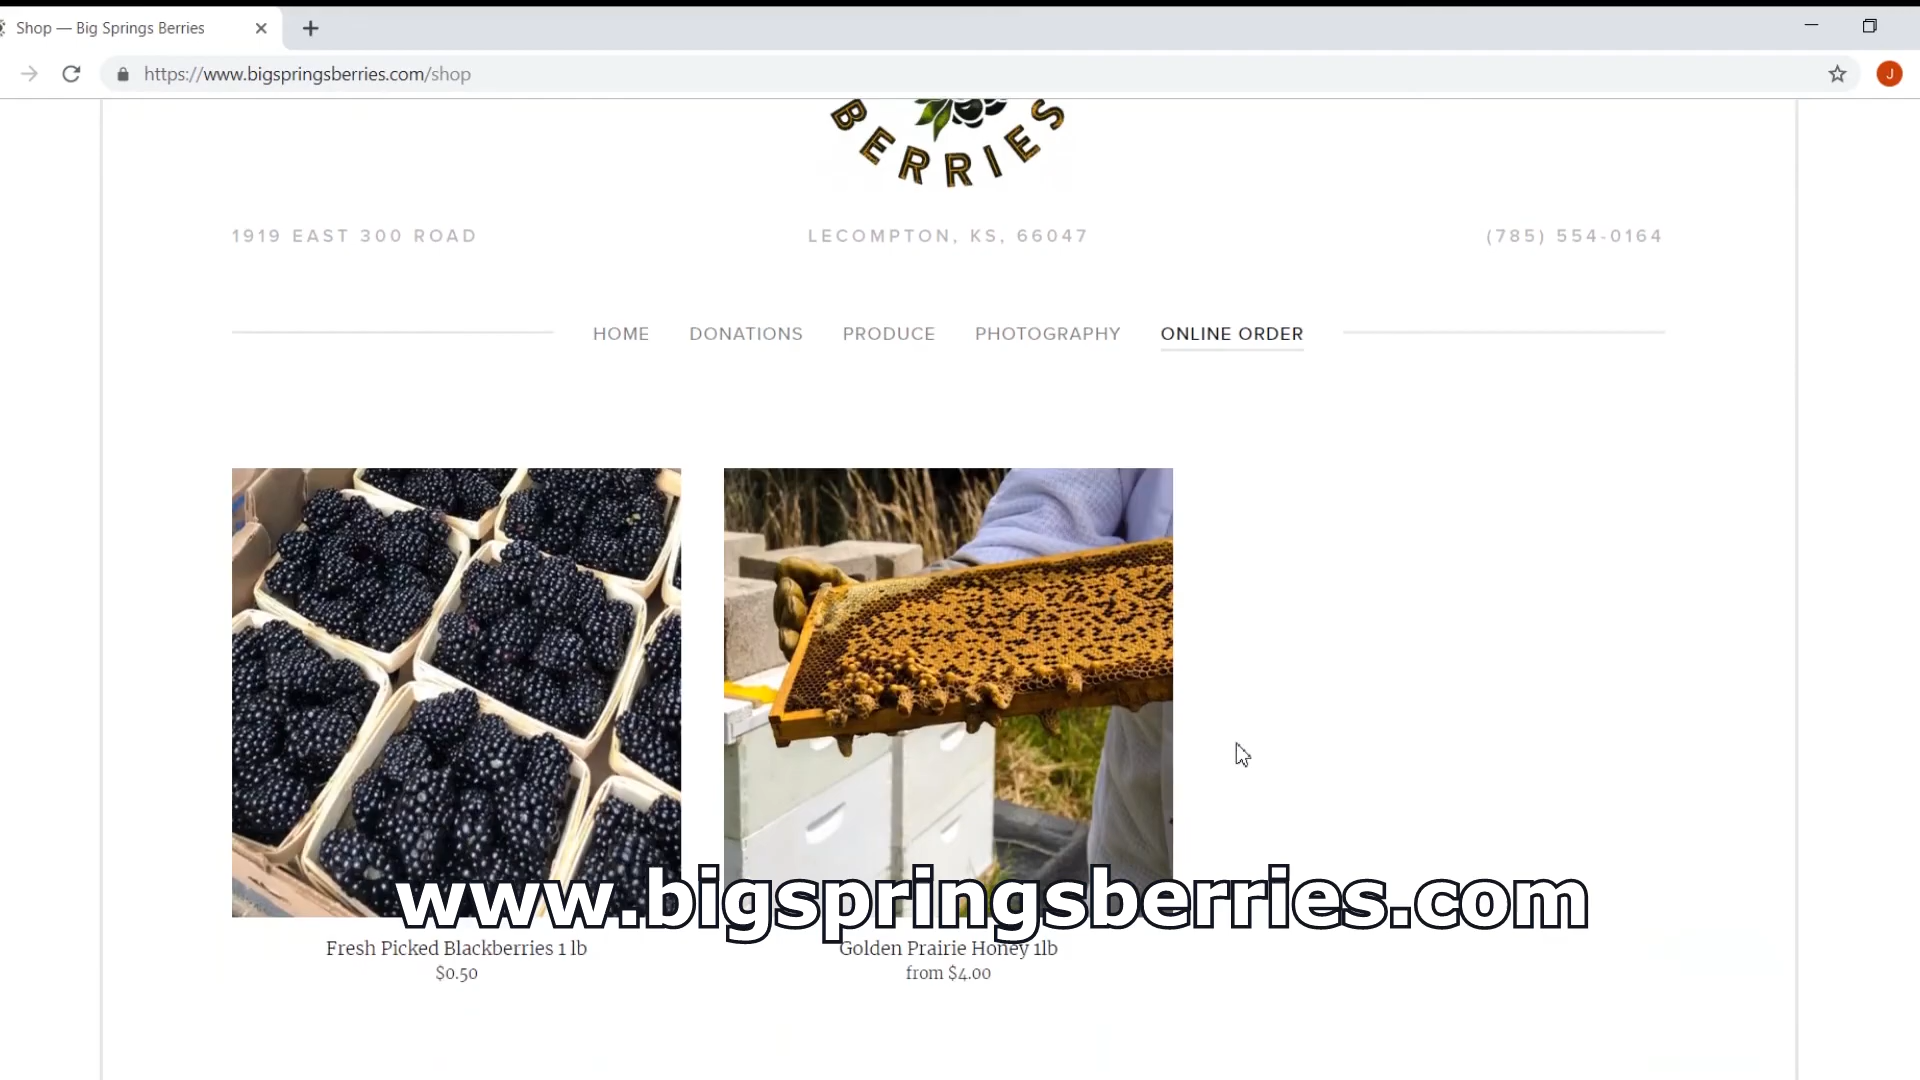 Shop — Big Springs Berries
https://www.bigspringsberries.com/shop
J
BERRIES
1919 EAST 300 ROAD
LECOMPTON, KS, 66047
(785) 554-0164
HOME DONATIONS PRODUCE PHOTOGRAPHY ONLINE ORDER
www.bigspringsberries.com
Fresh Picked Blackberries 1 lb
$0.50
Golden Prairie Honey 1lb
from $4.00